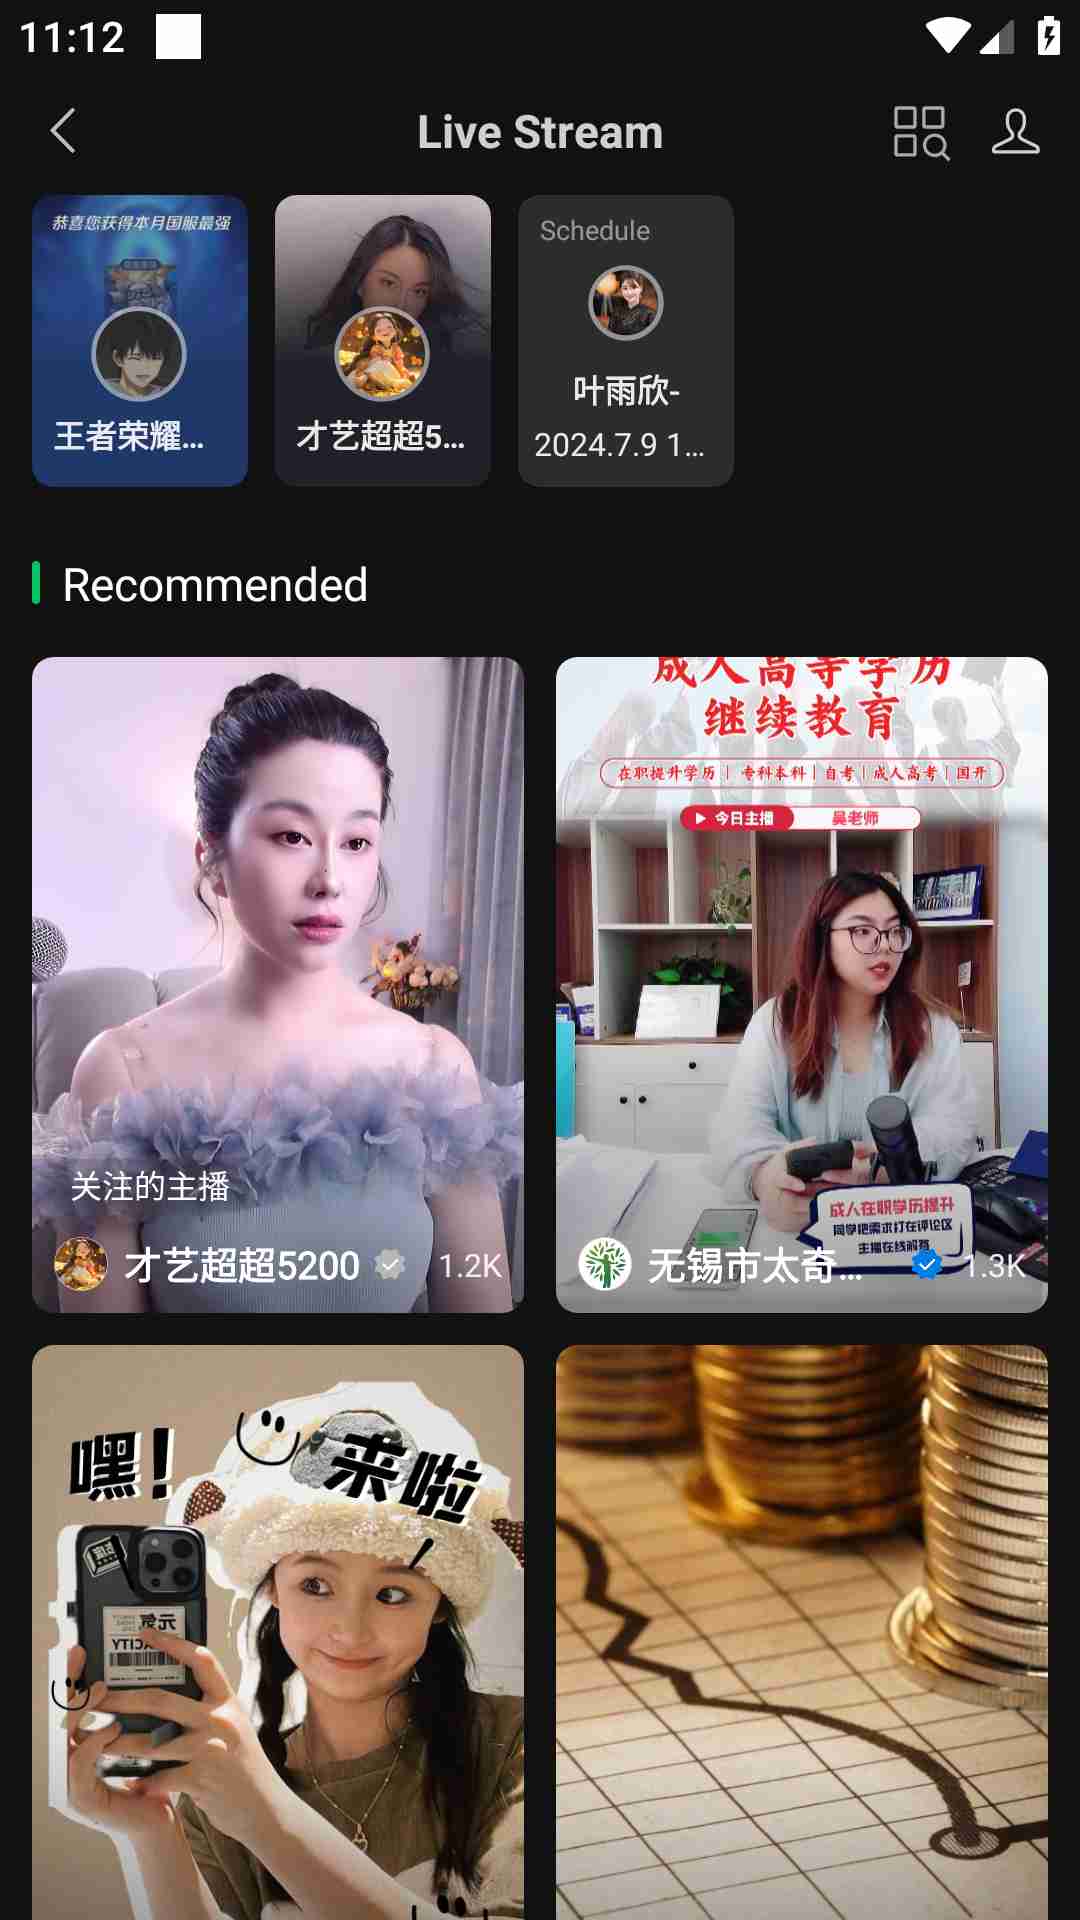 11:12
Live Stream
恭喜您获得本月国服最强
王者荣耀...
才艺超超5...
Schedule
叶雨欣-
2024.7.9 1...
Recommended
关注的主播
才艺超超5200
1.2K
成人高等学历
继续教育
在职提升学历 | 专科本科 | 自考 | 成人高考 | 国开
今日主播
吴老师
成人在职学历提升
同学把需求打在评论区
主播在线解答
无锡市太奇...
1.3K
嘿!
来啦